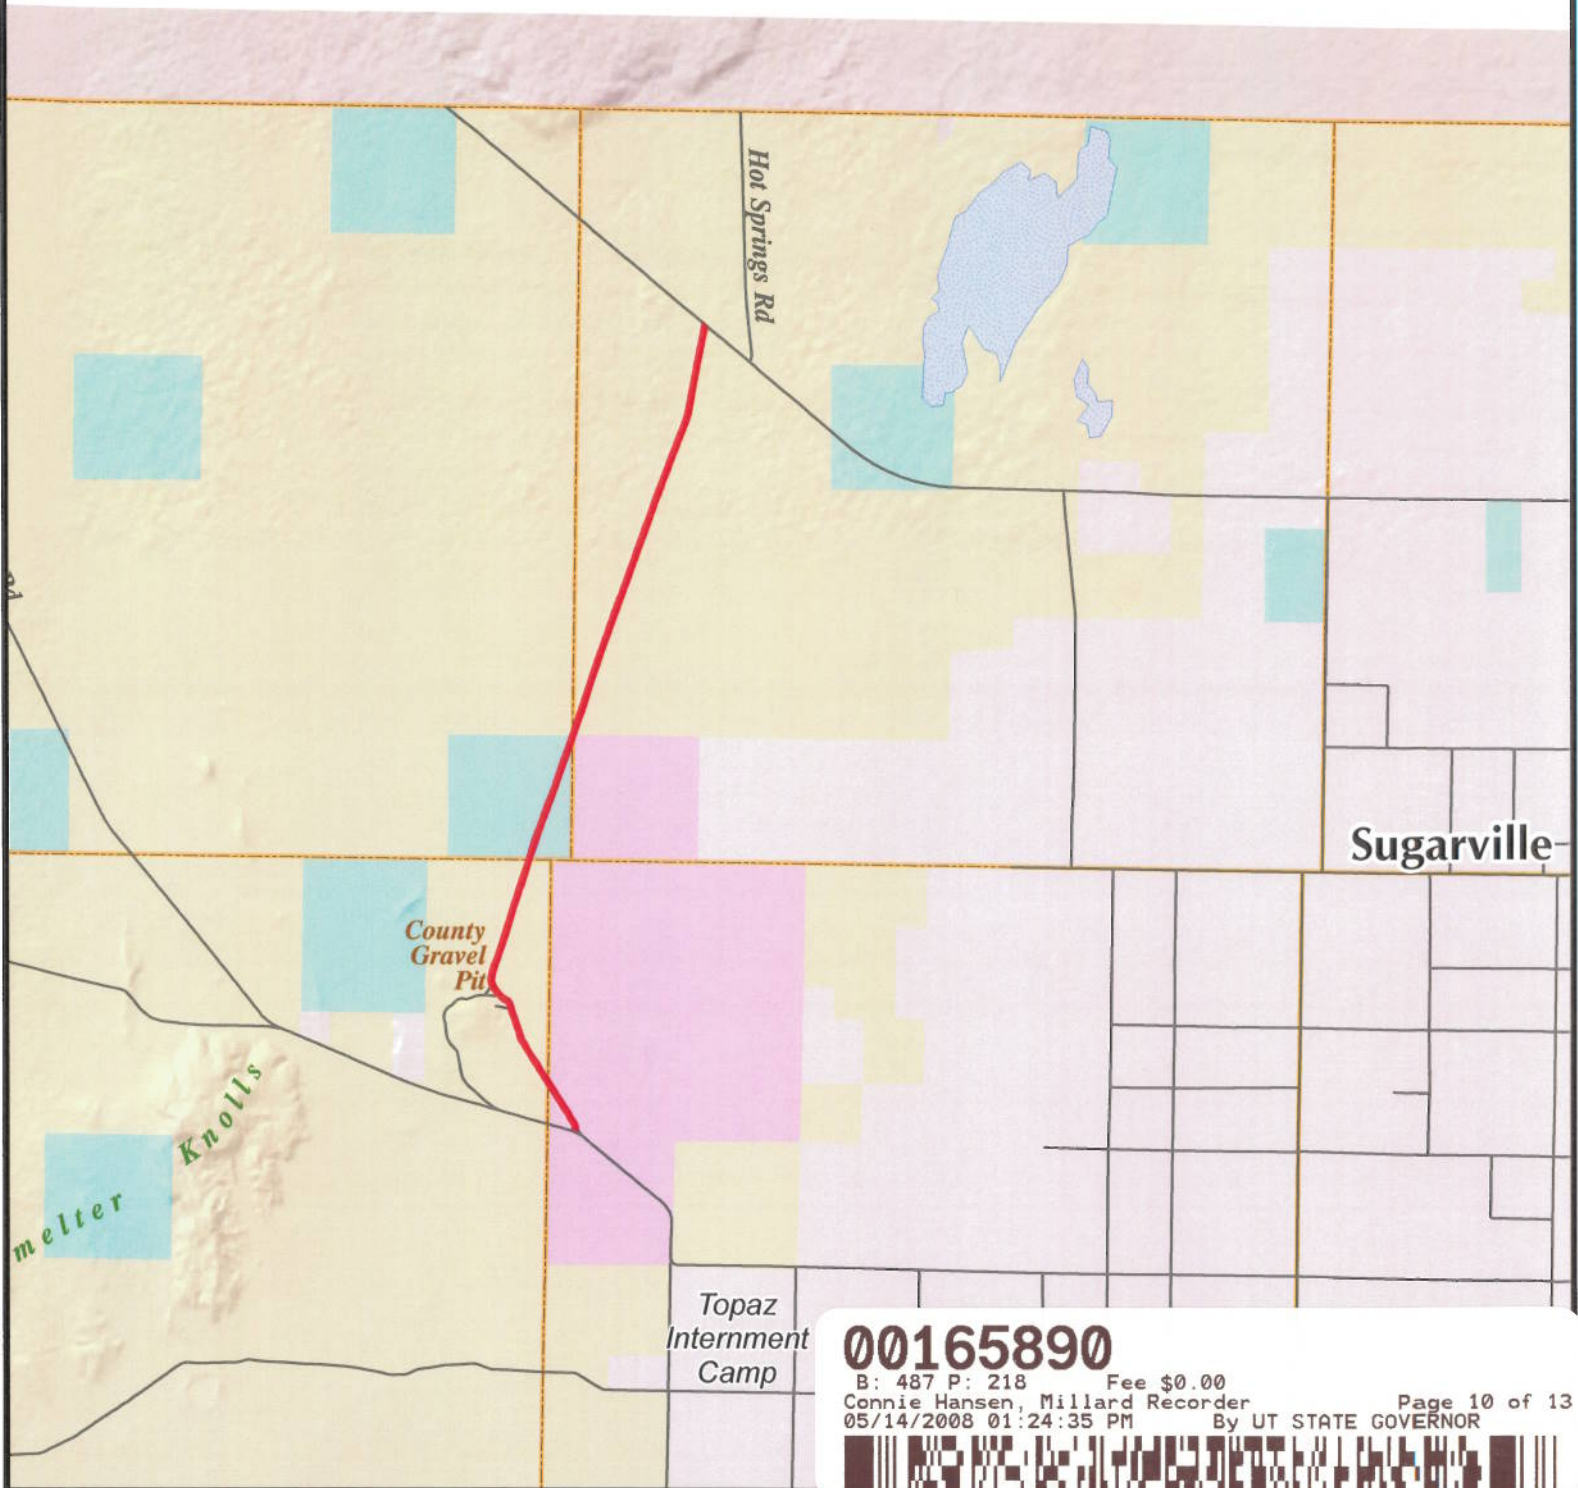 Hot Springs Rd
Rd
Sugarville
County
Gravel
Pit
Knolls
melter
Topaz
Internment
Camp
00165890
B: 487 P: 218 Fee $0.00
Connie Hansen, Millard Recorder Page 10 of 13
05/14/2008 01:24:35 PM By UT STATE GOVERNOR